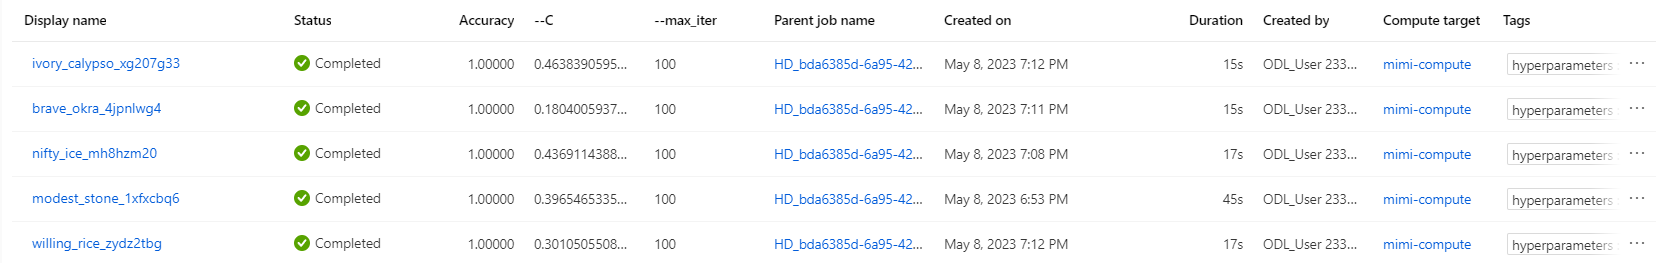 Display name Status Accuracy --C --max_iter Parent job name Created on Duration Created by Compute target Tags
ivory_calypso_xg207g33 Completed 1.00000 0.4638390595... 100 HD_bda6385d-6a95-42... May 8, 2023 7:12 PM 15s ODL_User 233... mimi-compute hyperparameters ...
brave_okra_4jpnlwg4 Completed 1.00000 0.1804005937... 100 HD_bda6385d-6a95-42... May 8, 2023 7:11 PM 15s ODL_User 233... mimi-compute hyperparameters ...
nifty_ice_mh8hzm20 Completed 1.00000 0.4369114388... 100 HD_bda6385d-6a95-42... May 8, 2023 7:08 PM 17s ODL_User 233... mimi-compute hyperparameters ...
modest_stone_1xfxcbq6 Completed 1.00000 0.3965465335... 100 HD_bda6385d-6a95-42... May 8, 2023 6:53 PM 45s ODL_User 233... mimi-compute hyperparameters ...
willing_rice_zydz2tbg Completed 1.00000 0.3010505508... 100 HD_bda6385d-6a95-42... May 8, 2023 7:12 PM 17s ODL_User 233... mimi-compute hyperparameters ...